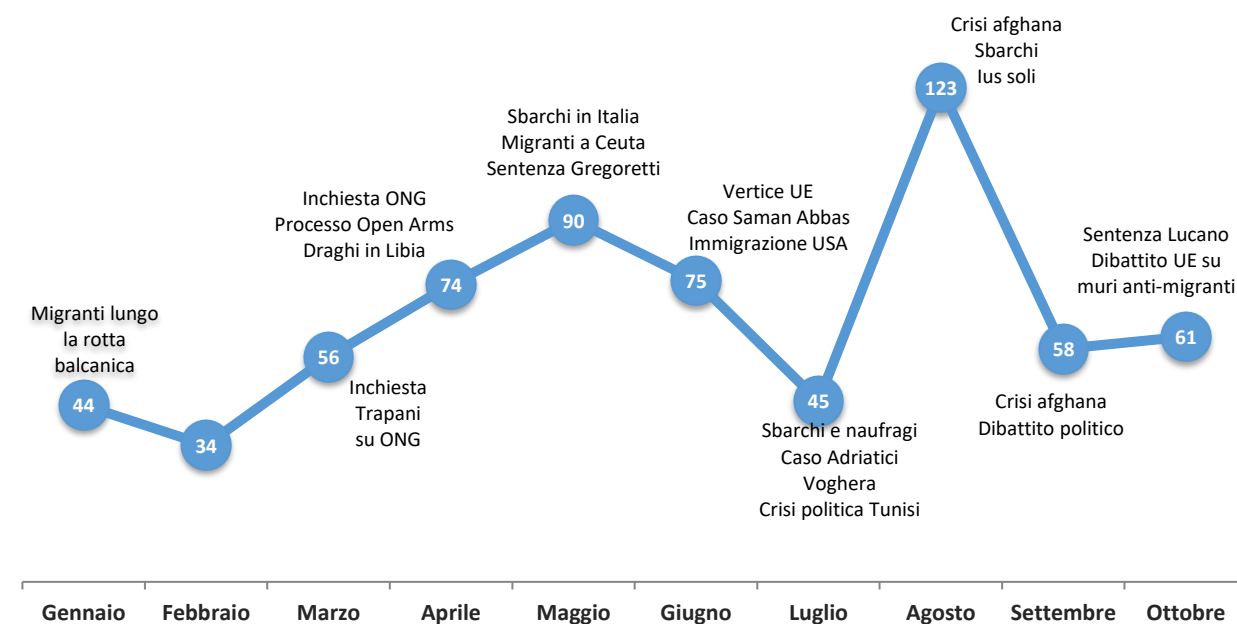 Crisi afghana
Sbarchi
Ius soli
123
Sbarchi in Italia
Migranti a Ceuta
Sentenza Gregoretti
90
Inchiesta ONG
Processo Open Arms
Draghi in Libia
74
Vertice UE
Caso Saman Abbas
Immigrazione USA
75
Sentenza Lucano
Dibattito UE su
muri anti-migranti
61
Migranti lungo
la rotta
balcanica
44
34
56
Inchiesta
Trapani
su ONG
45
Sbarchi e naufragi
Caso Adriatici
Voghera
Crisi politica Tunisi
58
Crisi afghana
Dibattito politico
Gennaio Febbraio Marzo Aprile Maggio Giugno Luglio Agosto Settembre Ottobre